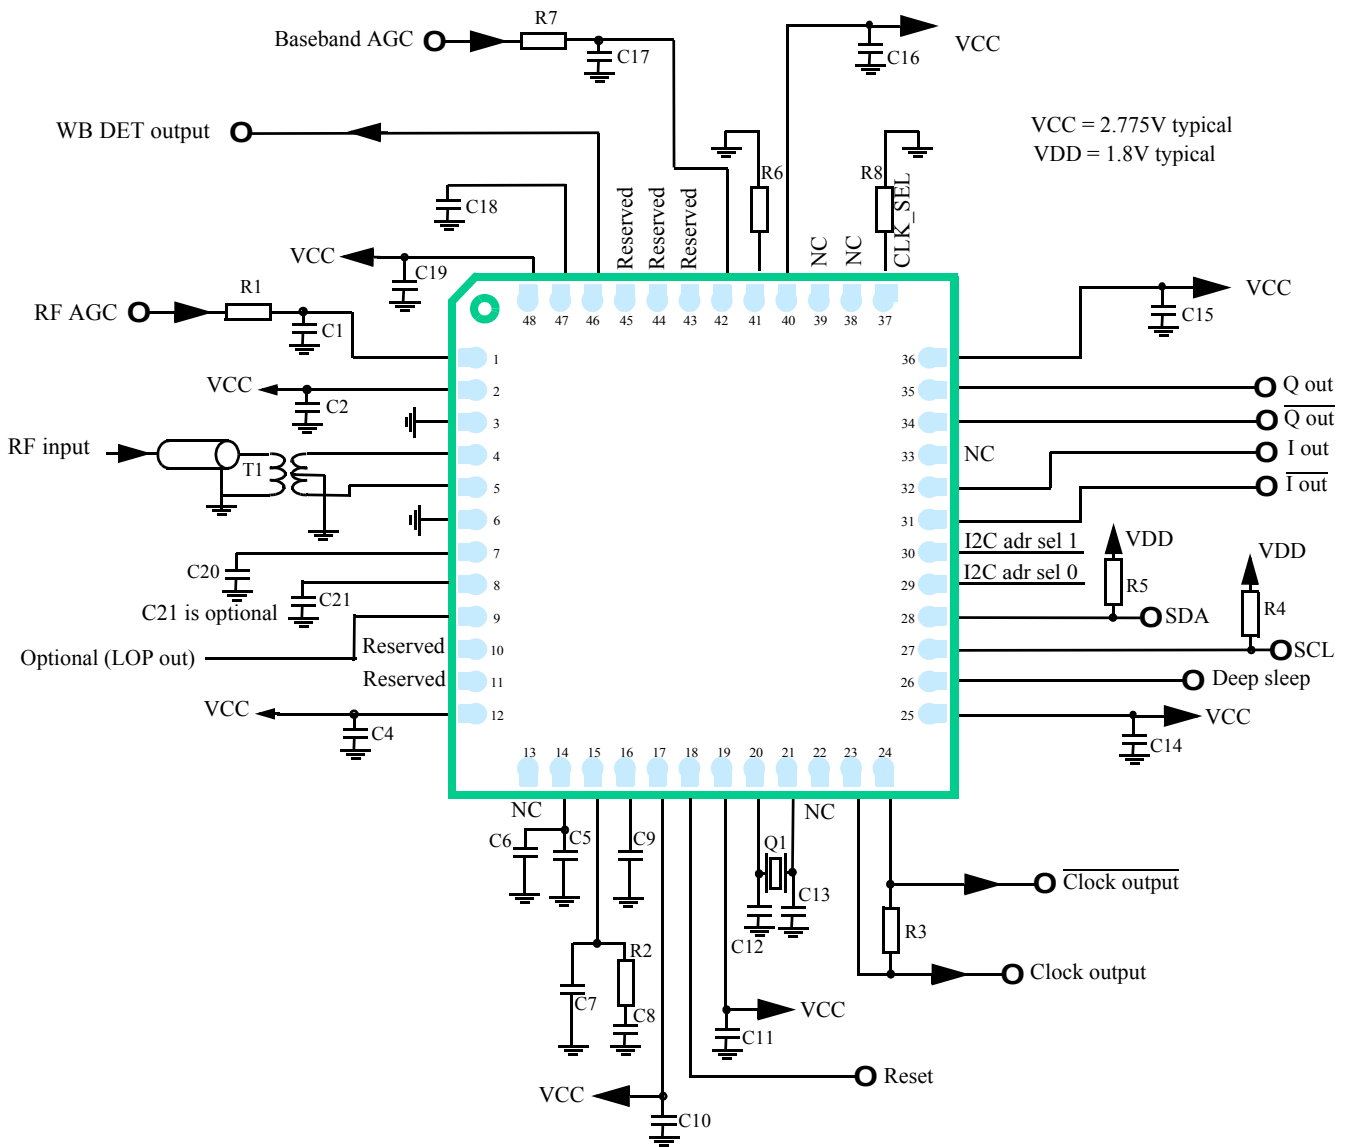 R7
Baseband AGC
C17
C16
VCC
WB DET output
VCC = 2.775V typical
VDD = 1.8V typical
R6
R8
C18
Reserved
Reserved
Reserved
NC
NC
CLK_SEL
VCC
C19
R1
RF AGC
C1
48 47 46 45 44 43 42 41 40 39 38 37
VCC
C15
1
36
VCC
C2
2
35
Q out
3
34
Q out
RF input
T1
4
33
NC
I out
5
32
I out
6
31
7
30
I2C adr sel 1
VDD
VDD
C20
8
29
I2C adr sel 0
R5
C21
C21 is optional
R4
9
28
SDA
Optional (LOP out)
Reserved
10
27
SCL
Reserved
11
26
Deep sleep
VCC
12
25
VCC
C4
C14
13 14 15 16 17 18 19 20 21 22 23 24
NC
NC
C6
C5
C9
Q1
Clock output
C13
R3
C12
R2
Clock output
C7
C8
VCC
C11
Reset
VCC
C10